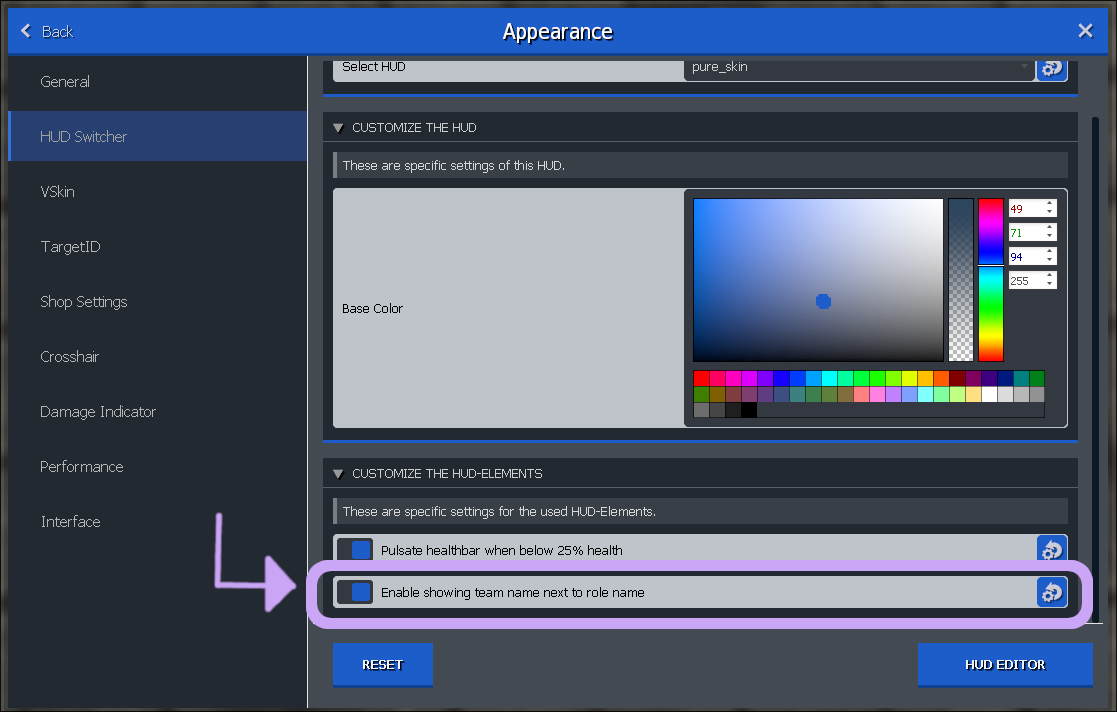 Back
Appearance
General
HUD Switcher
VSkin
TargetID
Shop Settings
Crosshair
Damage Indicator
Performance
Interface
Select HUD
pure_skin
CUSTOMIZE THE HUD
These are specific settings of this HUD.
Base Color
49
71
94
255
CUSTOMIZE THE HUD-ELEMENTS
These are specific settings for the used HUD-Elements.
Pulsate healthbar when below 25% health
Enable showing team name next to role name
RESET
HUD EDITOR